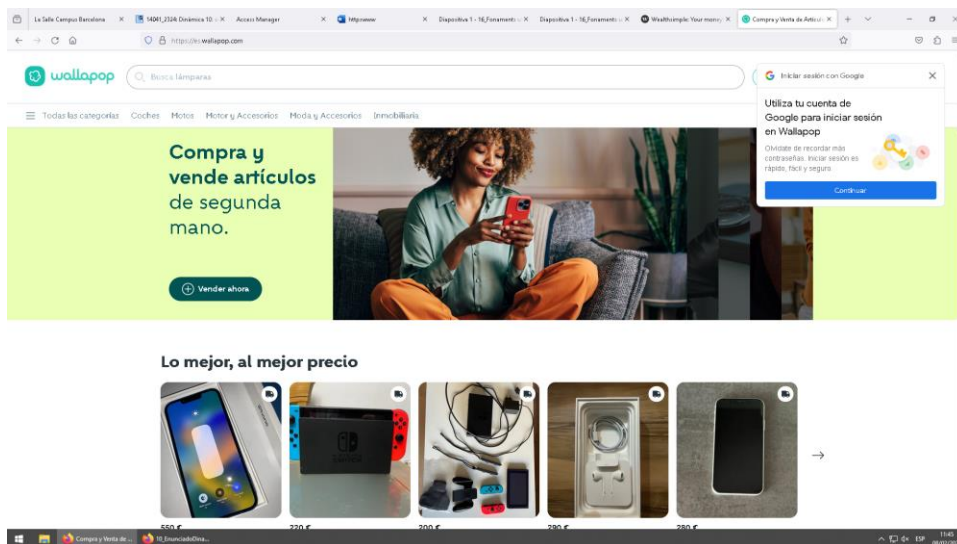 La Salle Campus Barcelona
Access Manager
Diapositiva 1 - 16_Fonaments
Diapositiva 1 - 16_Fonaments
Wealthsimple: Your money
Compra y Venta de Artícul
https://es.wallapop.com
wallapop
Busca lámparas
Todas las categorías
Coches
Motos
Motor y Accesorios
Moda y Accesorios
Inmobiliaria
Iniciar sesión con Google
Utiliza tu cuenta de
Google para iniciar sesión
en Wallapop
Olvídate de recordar más
contraseñas. Iniciar sesión es
rápido, fácil y seguro.
Continuar
Compra y
vende artículos
de segunda
mano.
Vender ahora
Lo mejor, al mejor precio
550 €
220 €
200 €
290 €
280 €
Compra y Venta de ...
10_EnunciadoDina...
ESP
11:45